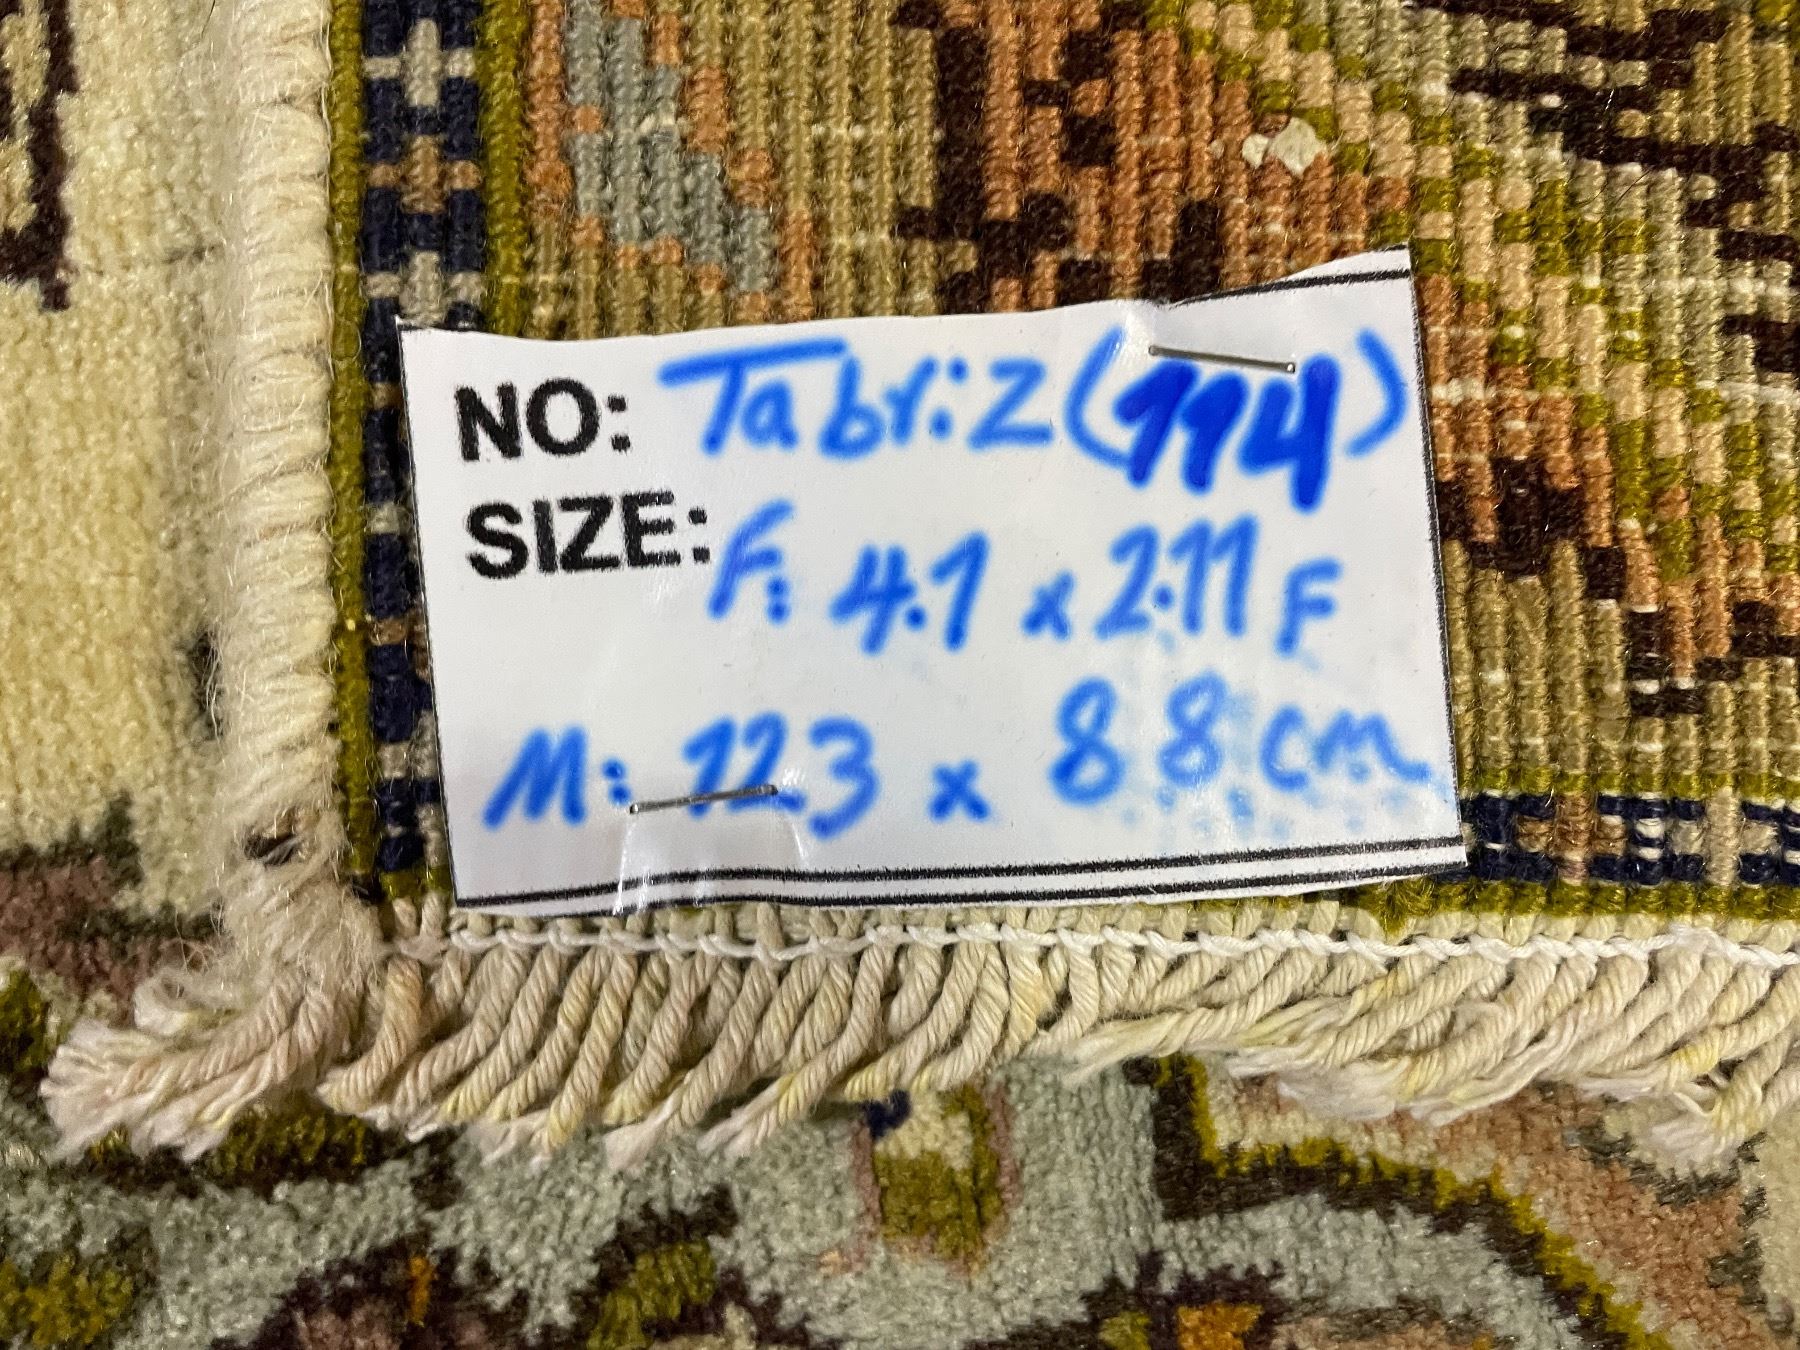 NO: Tabriz (114)
SIZE: F: 4.1 x 2.11 F
M: 123 x 88 cm